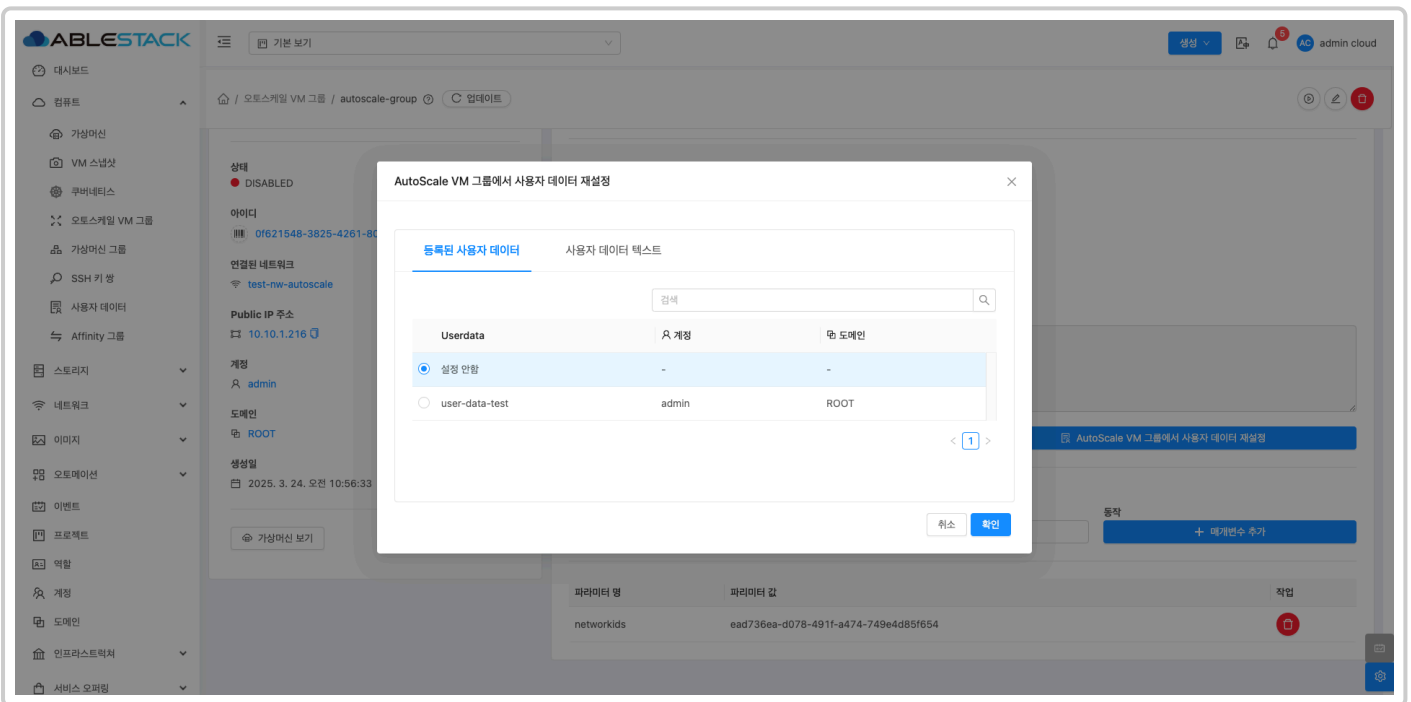 ABLESTACK
기본 보기
생성
5
AC
admin cloud
대시보드
컴퓨트
가상머신
VM 스냅샷
쿠버네티스
오토스케일 VM 그룹
가상머신 그룹
SSH 키 쌍
사용자 데이터
Affinity 그룹
스토리지
네트워크
이미지
오토메이션
이벤트
프로젝트
역할
계정
도메인
인프라스트럭쳐
서비스 오퍼링
/ 오토스케일 VM 그룹 / autoscale-group
업데이트
상태
DISABLED
아이디
0f621548-3825-4261-80
연결된 네트워크
test-nw-autoscale
Public IP 주소
10.10.1.216
계정
admin
도메인
ROOT
생성일
2025. 3. 24. 오전 10:56:33
가상머신 보기
AutoScale VM 그룹에서 사용자 데이터 재설정
등록된 사용자 데이터
사용자 데이터 텍스트
검색
Userdata
계정
도메인
설정 안함
-
-
user-data-test
admin
ROOT
< 1 >
취소
확인
AutoScale VM 그룹에서 사용자 데이터 재설정
동작
+ 매개변수 추가
파라미터 명
파리미터 값
작업
networkids
ead736ea-d078-491f-a474-749e4d85f654